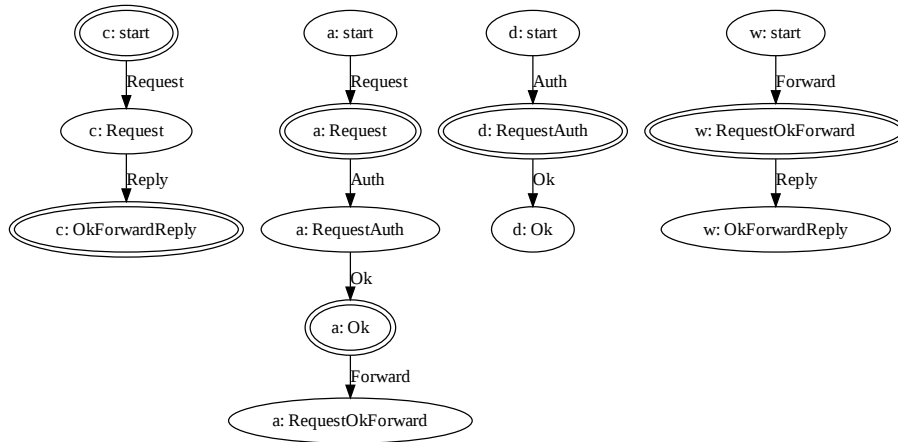 c: start
a: start
d: start
w: start
Request
Request
Auth
Forward
c: Request
a: Request
d: RequestAuth
w: RequestOkForward
Reply
Auth
Ok
Reply
c: OkForwardReply
a: RequestAuth
d: Ok
w: OkForwardReply
Ok
a: Ok
Forward
a: RequestOkForward